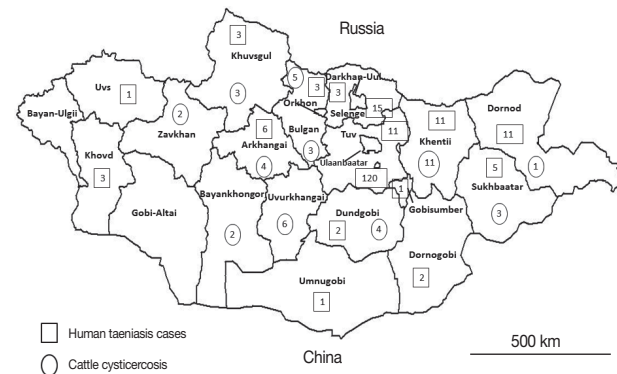 Russia
3
Khuvsgul
Uvs
1
5
3
Darkhan-Uul
3
Dornod
Bayan-Ulgii
2
3
Orkhon
Selenge
15
11
11
Zavkhan
6
Bulgan
Tuv
11
Khentii
Khovd
Arkhangai
3
Ulaanbaatar
11
5
1
3
4
120
1
Sukhbaatar
Bayankhongor
Uvurkhangai
Gobi-Altai
Dundgobi
Gobisumber
3
2
6
2
4
Dornogobi
2
Umnugobi
1
Human taeniasis cases
500 km
Cattle cysticercosis
China